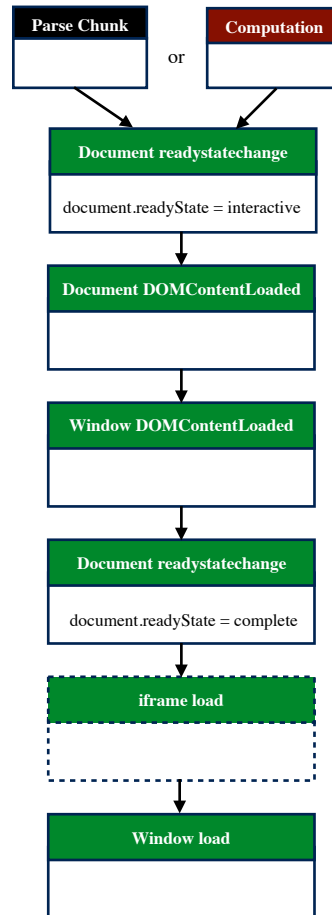 Parse Chunk
or
Computation
Document readystatechange
document.readyState = interactive
Document DOMContentLoaded
Window DOMContentLoaded
Document readystatechange
document.readyState = complete
iframe load
Window load